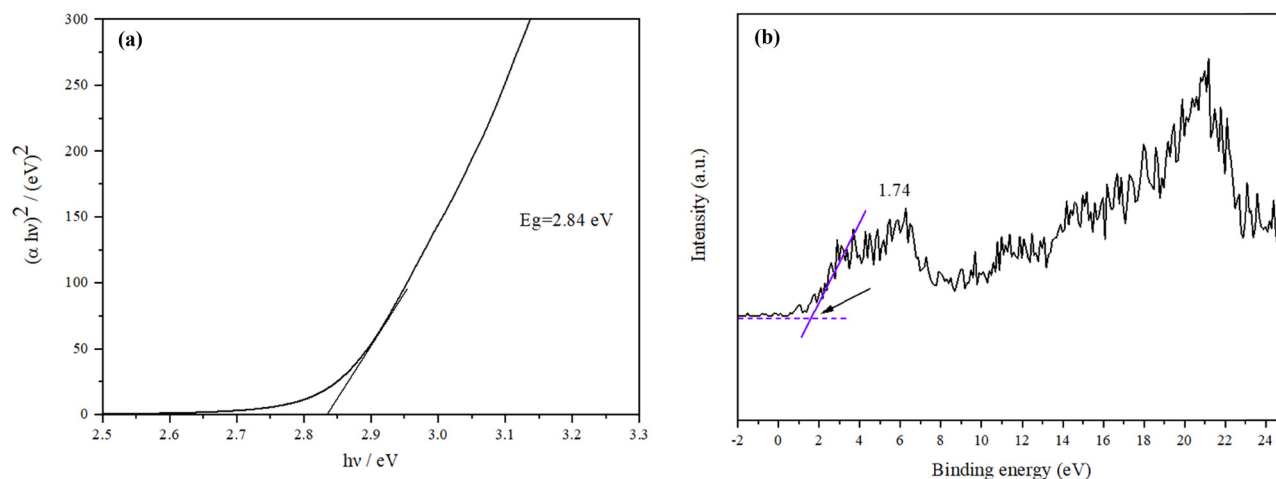 (a)
300
250
200
150
100
50
0
(α hν)² / (eV)²
Eg=2.84 eV
2.5 2.6 2.7 2.8 2.9 3.0 3.1 3.2 3.3
hν / eV
(b)
Intensity (a.u.)
1.74
-2 0 2 4 6 8 10 12 14 16 18 20 22 24
Binding energy (eV)